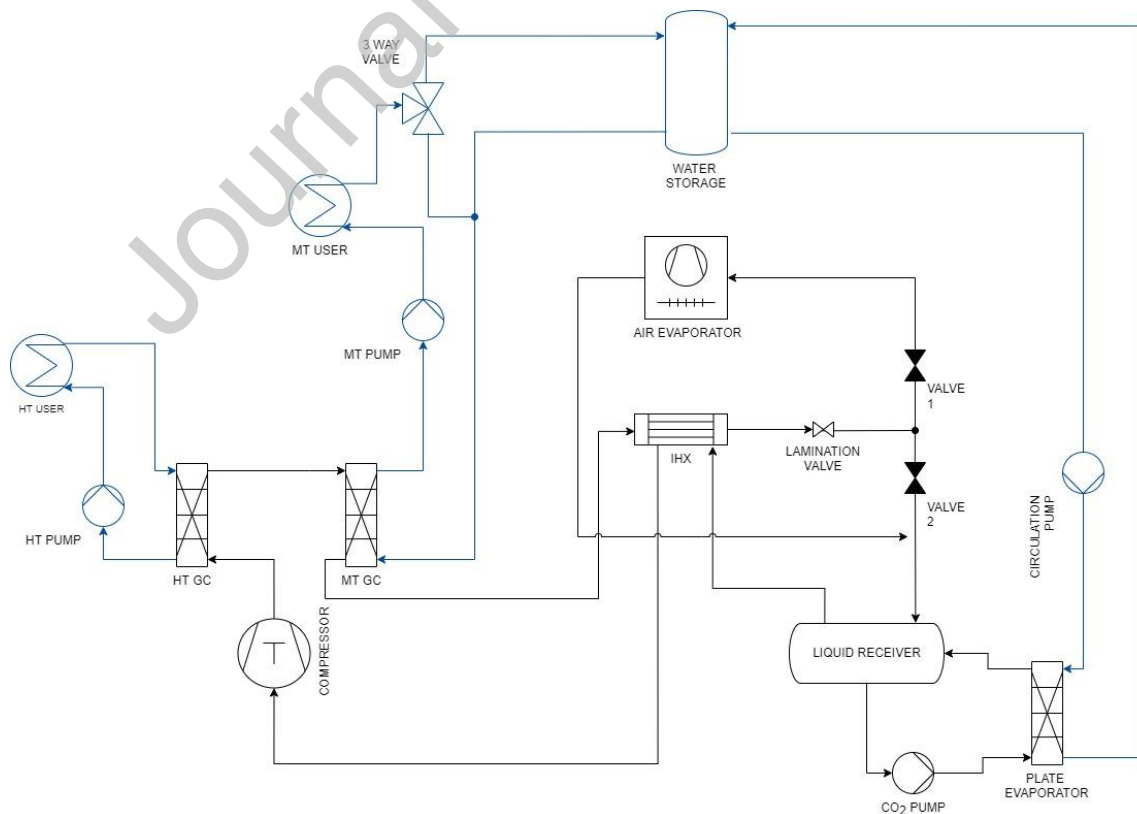 Journal
3 WAY
VALVE
WATER
STORAGE
MT USER
AIR EVAPORATOR
MT PUMP
HT USER
VALVE
1
IHX
LAMINATION
VALVE
VALVE
2
HT PUMP
HT GC
MT GC
COMPRESSOR
CIRCULATION
PUMP
T
LIQUID RECEIVER
CO2 PUMP
PLATE
EVAPORATOR